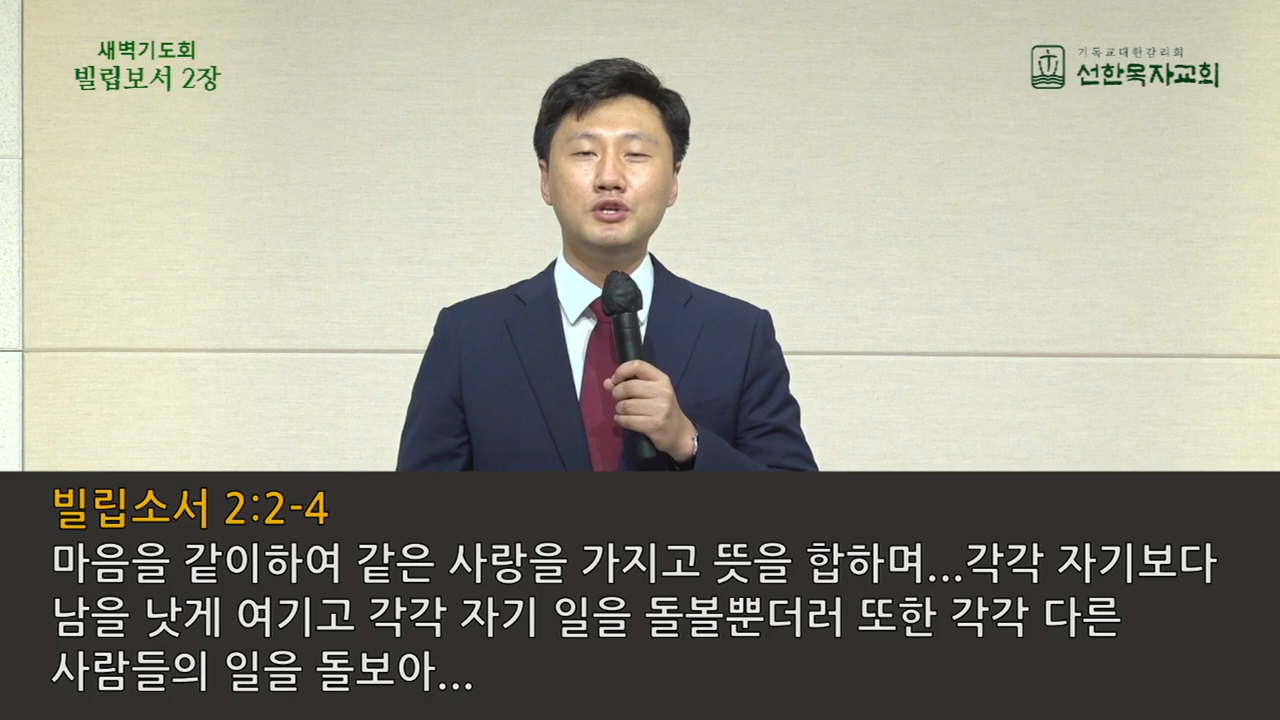 새벽기도회
빌립보서 2장
기독교대한감리회
선한목자교회
빌립소서 2:2-4
마음을 같이하여 같은 사랑을 가지고 뜻을 합하며...각각 자기보다
남을 낫게 여기고 각각 자기 일을 돌볼뿐더러 또한 각각 다른
사람들의 일을 돌보아...